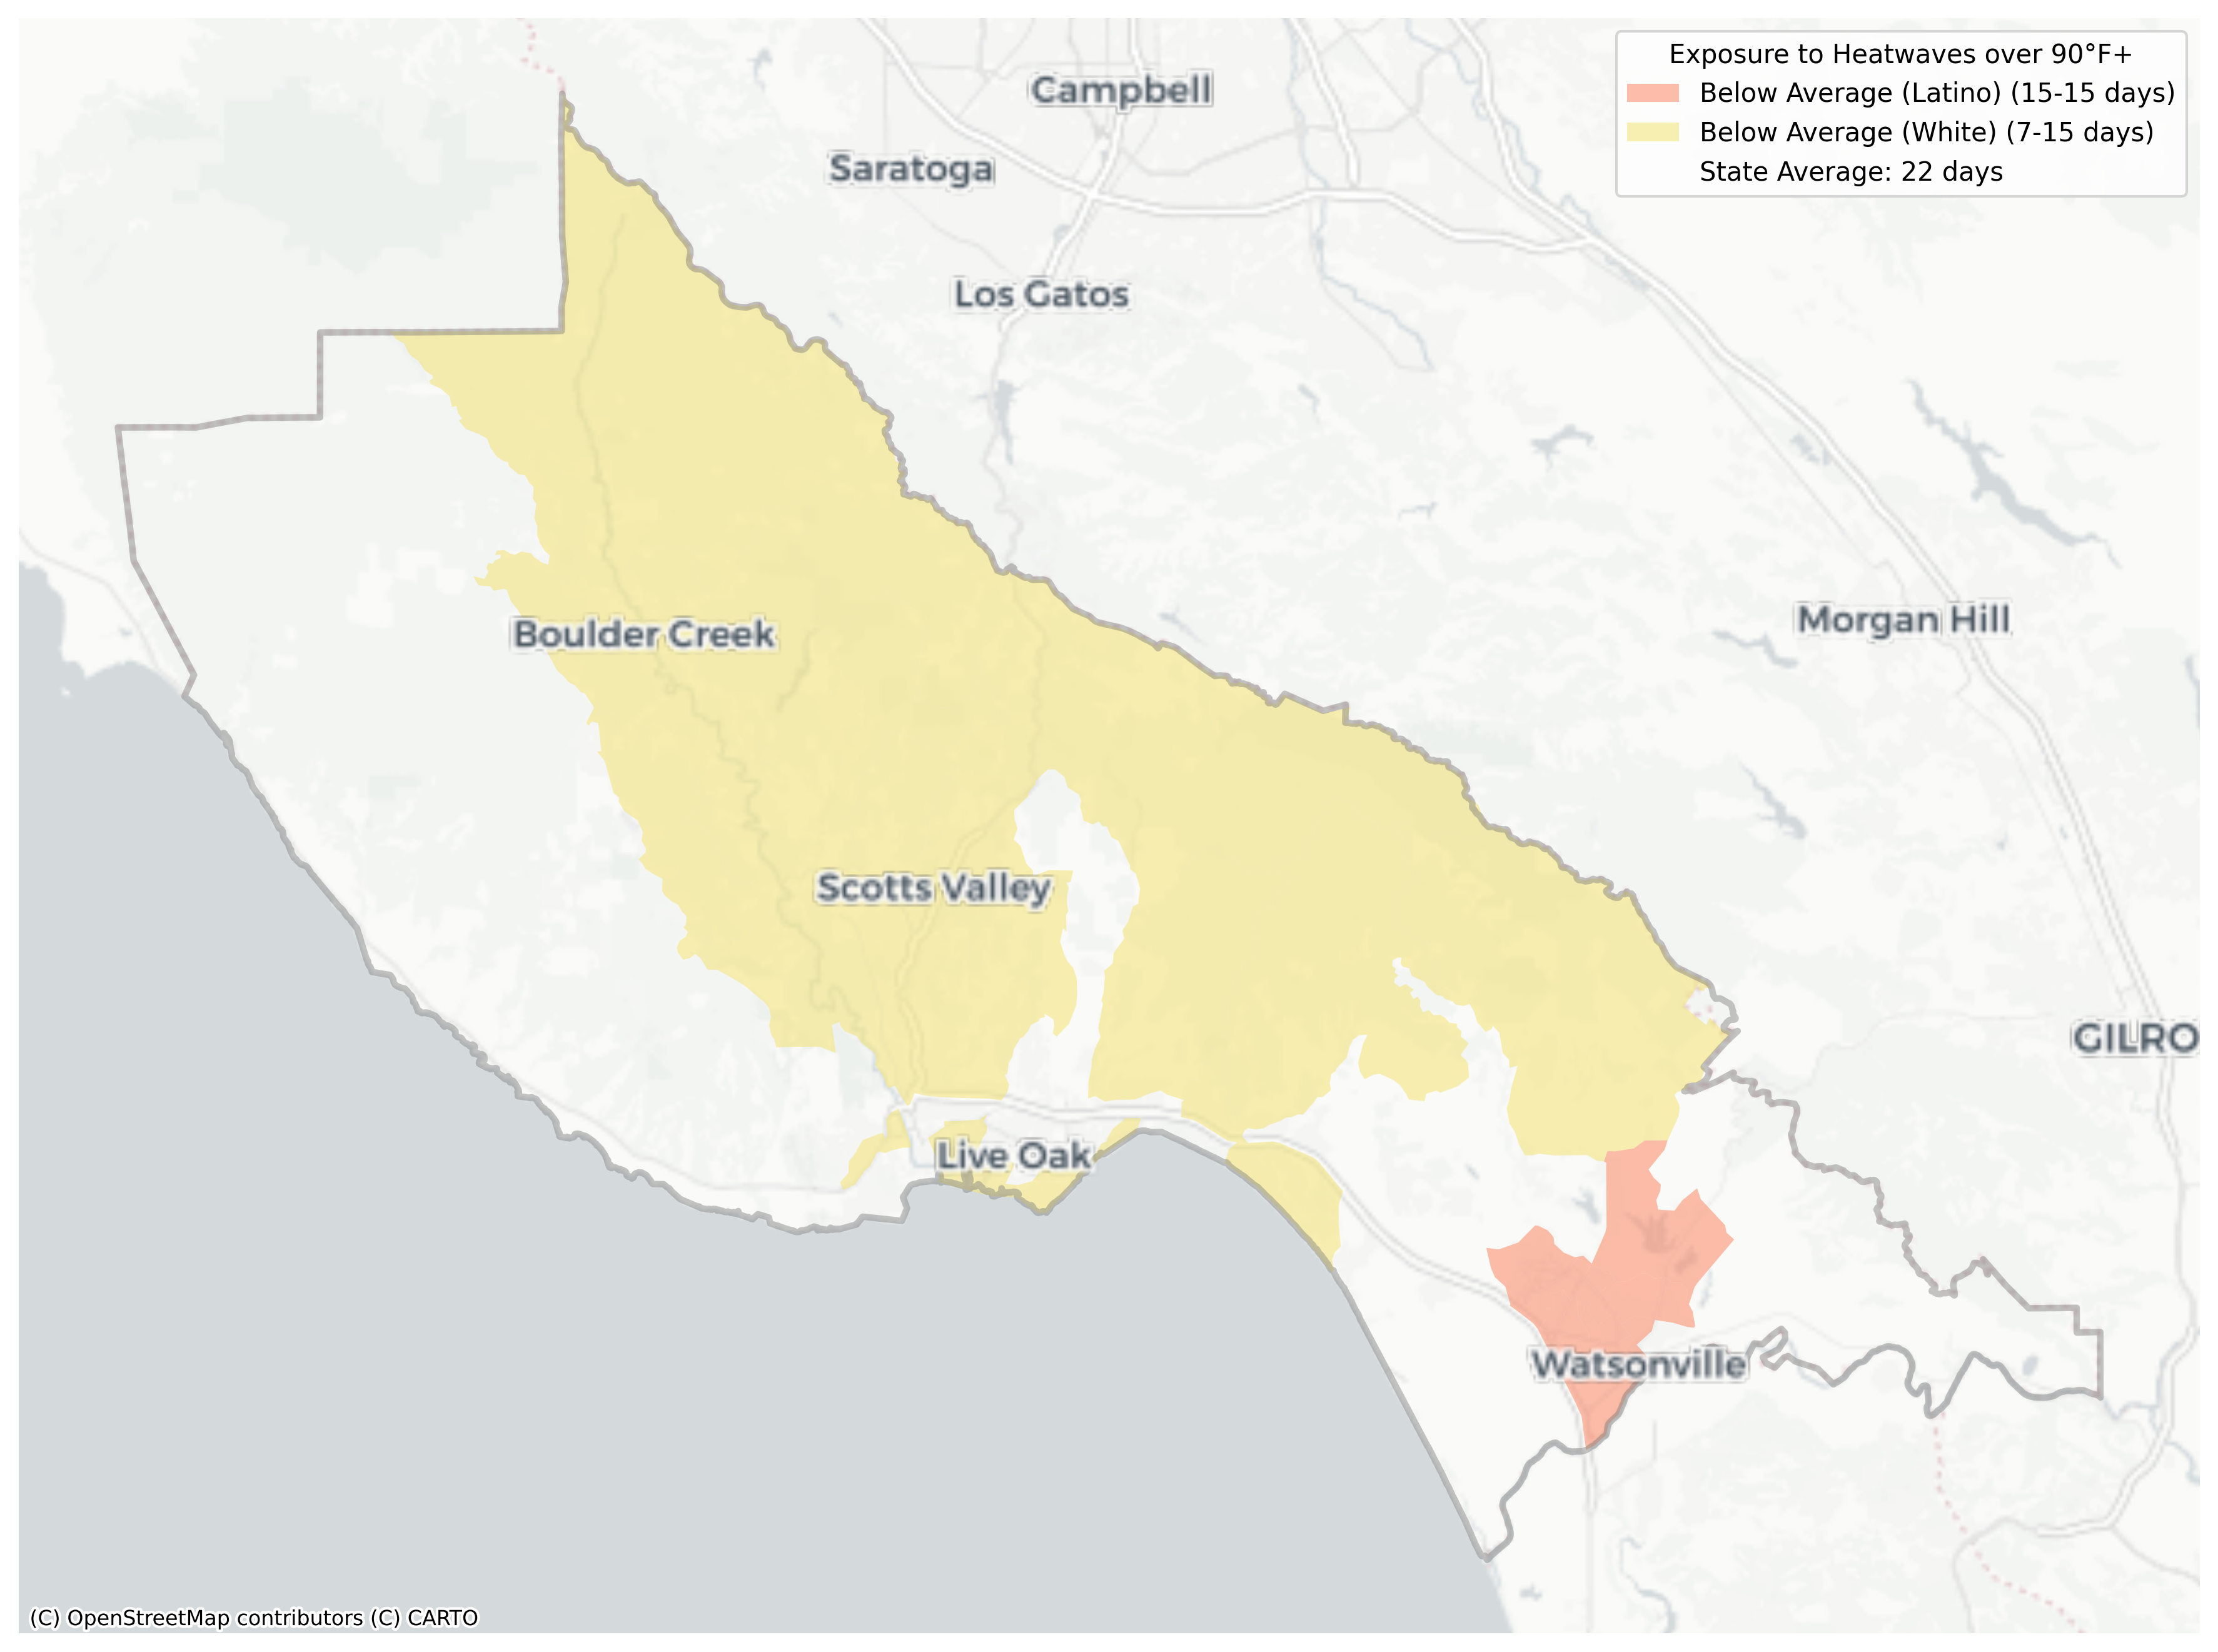 Campbell
Exposure to Heatwaves over 90°F+
Below Average (Latino) (15-15 days)
Below Average (White) (7-15 days)
State Average: 22 days
Saratoga
Los Gatos
Boulder Creek
Morgan Hill
Scotts Valley
GILRO
Live Oak
Watsonville
(C) OpenStreetMap contributors (C) CARTO